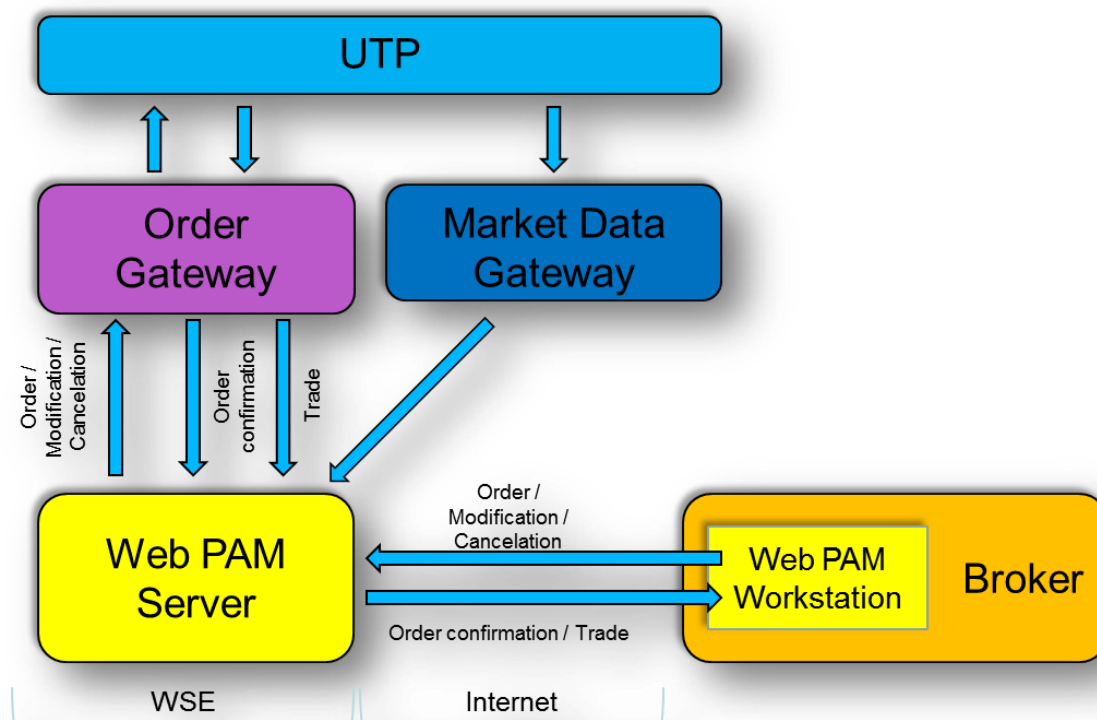 UTP
Order
Gateway
Market Data
Gateway
Order /
Modification /
Cancelation
Order
confirmation
Trade
Order /
Modification /
Cancelation
Web PAM
Server
Web PAM
Workstation
Broker
Order confirmation / Trade
WSE
Internet